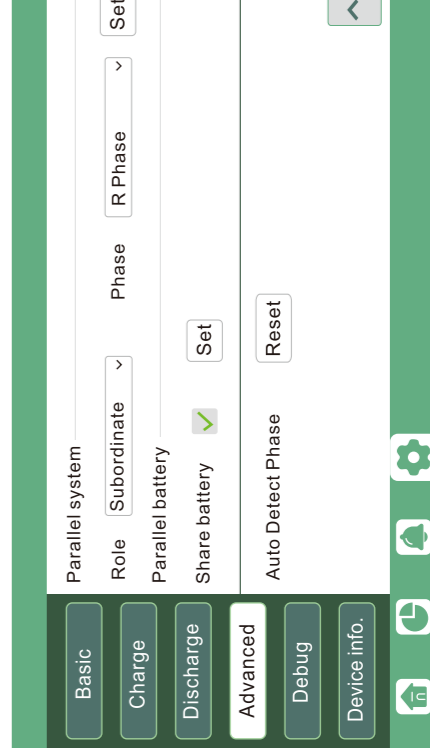 Basic
Charge
Discharge
Advanced
Debug
Device info.
Parallel system
Role Subordinate Phase R Phase Set
Parallel battery
Share battery Set
Auto Detect Phase Reset